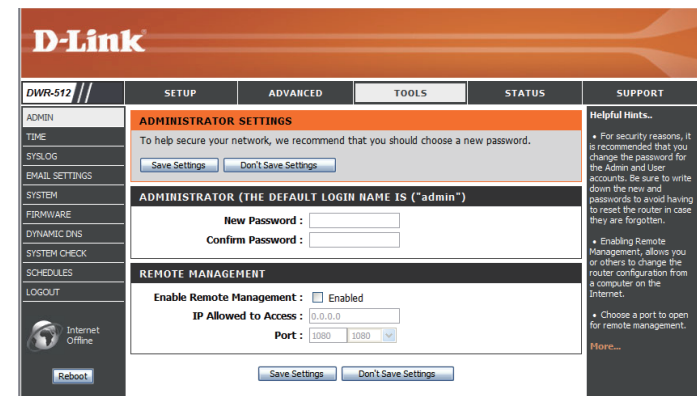 D-Link
DWR-512
SETUP
ADVANCED
TOOLS
STATUS
SUPPORT
ADMIN
TIME
SYSLOG
EMAIL SETTINGS
SYSTEM
FIRMWARE
DYNAMIC DNS
SYSTEM CHECK
SCHEDULES
LOGOUT
Internet
Offline
Reboot
ADMINISTRATOR SETTINGS
To help secure your network, we recommend that you should choose a new password.
Save Settings
Don't Save Settings
ADMINISTRATOR (THE DEFAULT LOGIN NAME IS ("admin")
New Password :
Confirm Password :
REMOTE MANAGEMENT
Enable Remote Management : Enabled
IP Allowed to Access : 0.0.0.0
Port : 1080 1080
Save Settings
Don't Save Settings
Helpful Hints..
• For security reasons, it
is recommended that you
change the password for
the Admin and User
accounts. Be sure to write
down the new and
passwords to avoid having
to reset the router in case
they are forgotten.
• Enabling Remote
Management, allows you
or others to change the
router configuration from
a computer on the
Internet.
• Choose a port to open
for remote management.
More...